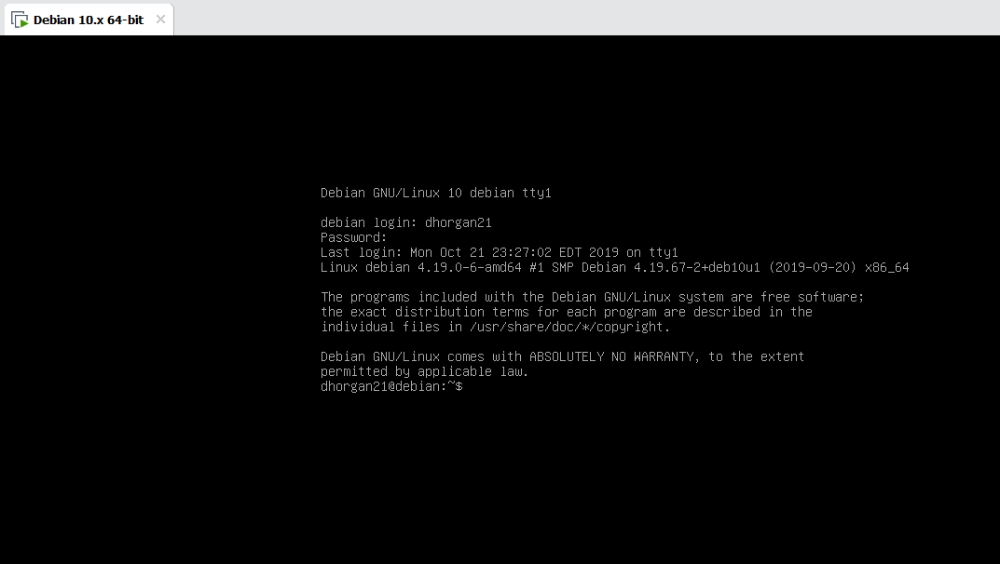 Debian 10.x 64-bit
Debian GNU/Linux 10 debian tty1
debian login: dhorgan21
Password:
Last login: Mon Oct 21 23:27:02 EDT 2019 on tty1
Linux debian 4.19.0-6-amd64 #1 SMP Debian 4.19.67-2+deb10u1 (2019-09-20) x86_64
The programs included with the Debian GNU/Linux system are free software;
the exact distribution terms for each program are described in the
individual files in /usr/share/doc/*/copyright.
Debian GNU/Linux comes with ABSOLUTELY NO WARRANTY, to the extent
permitted by applicable law.
dhorgan21@debian:~$